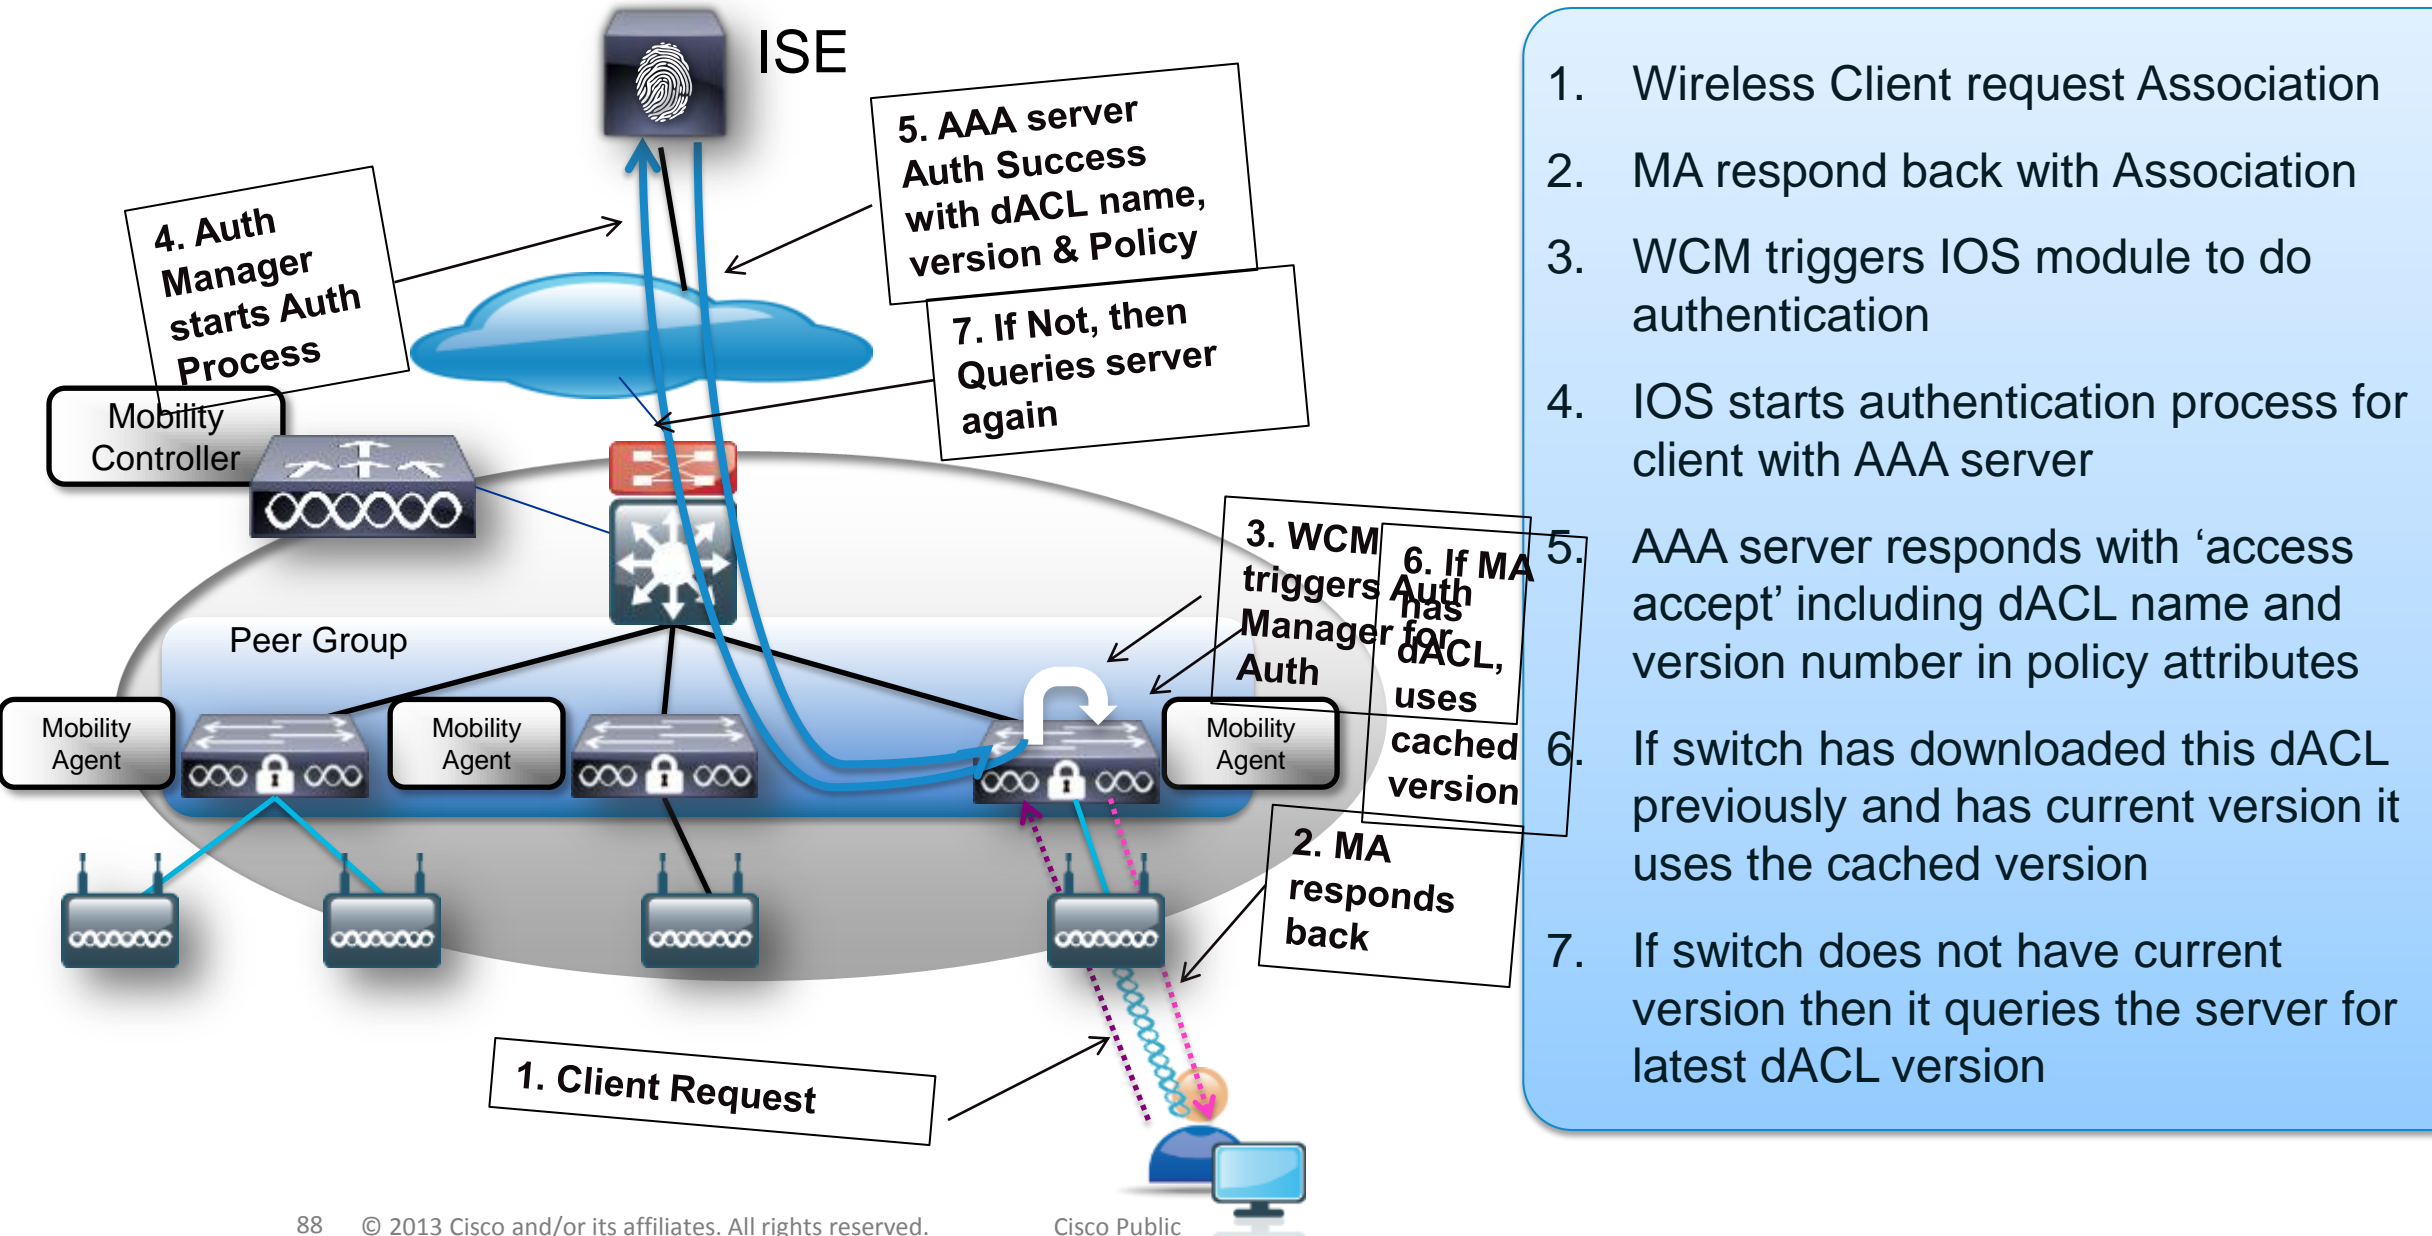 ISE
5. AAA server
Auth Success
with dACL name,
version & Policy
4. Auth
Manager
starts Auth
Process
7. If Not, then
Queries server
again
Mobility
Controller
3. WCM
triggers Auth
Manager for
Auth
6. If MA
has
dACL,
uses
cached
version
Peer Group
Mobility
Agent
Mobility
Agent
Mobility
Agent
2. MA
responds
back
1. Client Request
1. Wireless Client request Association
2. MA respond back with Association
3. WCM triggers IOS module to do
authentication
4. IOS starts authentication process for
client with AAA server
5. AAA server responds with ‘access
accept’ including dACL name and
version number in policy attributes
6. If switch has downloaded this dACL
previously and has current version it
uses the cached version
7. If switch does not have current
version then it queries the server for
latest dACL version
88 © 2013 Cisco and/or its affiliates. All rights reserved. Cisco Public